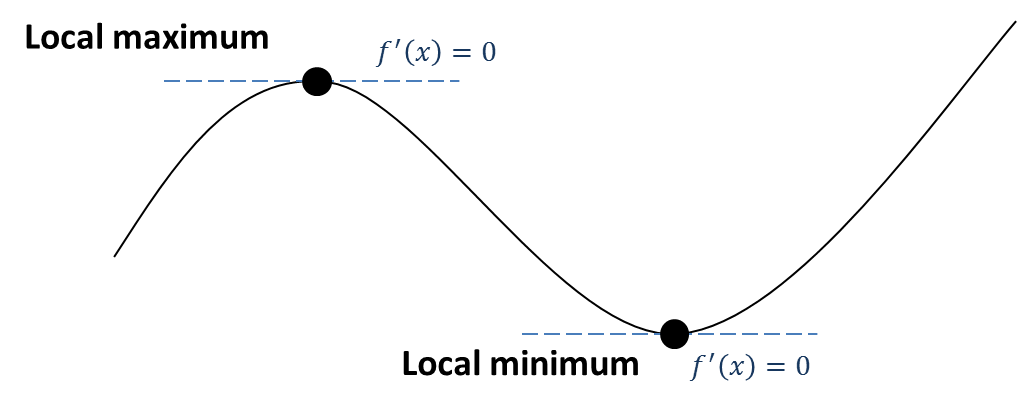 Local maximum
f′(x) = 0
Local minimum
f′(x) = 0